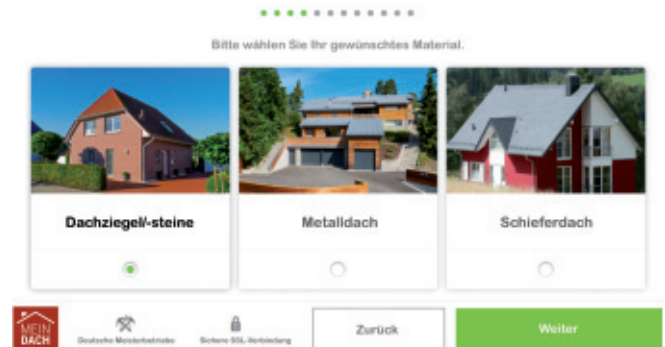 Bitte wählen Sie Ihr gewünschtes Material.
Dachziegel/-steine
Metalldach
Schieferdach
MEIN
DACH
Deutsche Meisterbetriebe
Sichere SSL-Verbindung
Zurück
Weiter